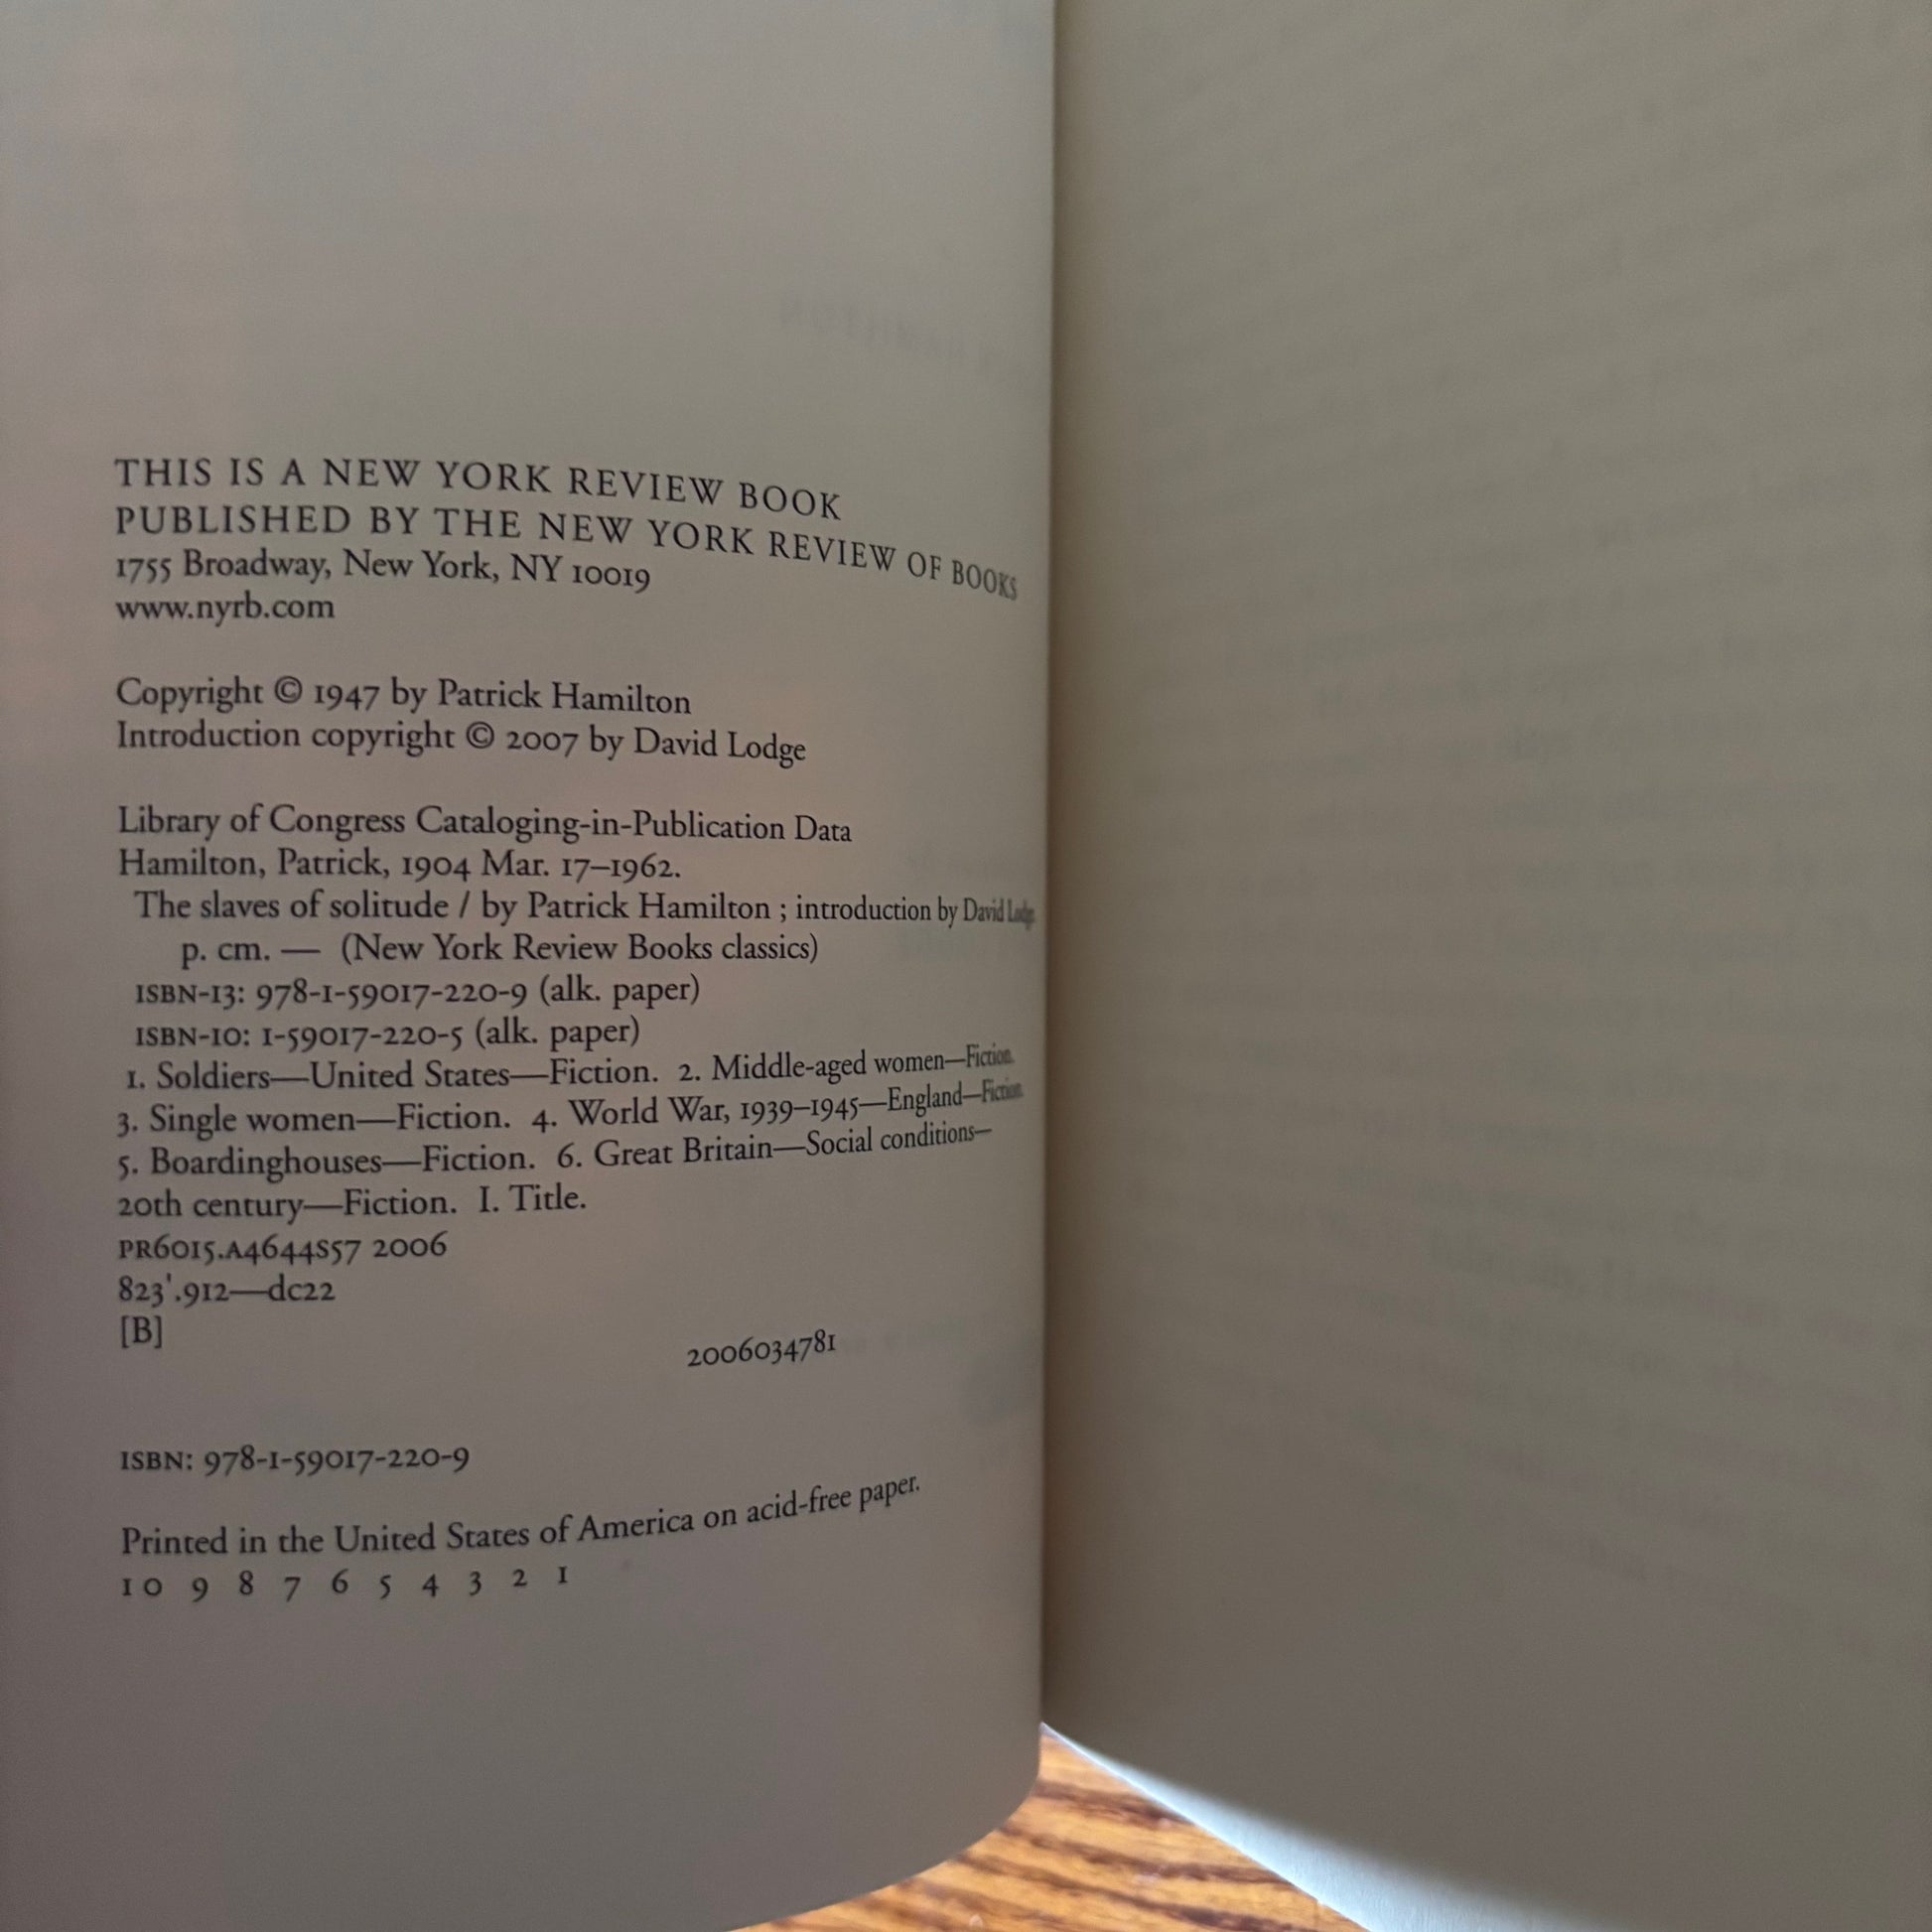 THIS IS A NEW YORK REVIEW BOOK
PUBLISHED BY THE NEW YORK REVIEW OF BOOKS
1755 Broadway, New York, NY 10019
www.nyrb.com
Copyright © 1947 by Patrick Hamilton
Introduction copyright © 2007 by David Lodge
Library of Congress Cataloging-in-Publication Data
Hamilton, Patrick, 1904 Mar. 17–1962.
The slaves of solitude / by Patrick Hamilton ; introduction by David Lodge.
p. cm. — (New York Review Books classics)
ISBN-13: 978-1-59017-220-9 (alk. paper)
ISBN-10: 1-59017-220-5 (alk. paper)
1. Soldiers—United States—Fiction. 2. Middle-aged women—Fiction.
3. Single women—Fiction. 4. World War, 1939–1945—England—Fiction.
5. Boardinghouses—Fiction. 6. Great Britain—Social conditions—
20th century—Fiction. I. Title.
PR6015.A4644S57 2006
823'.912—dc22
[B]
2006034781
ISBN: 978-1-59017-220-9
Printed in the United States of America on acid-free paper.
10 9 8 7 6 5 4 3 2 1